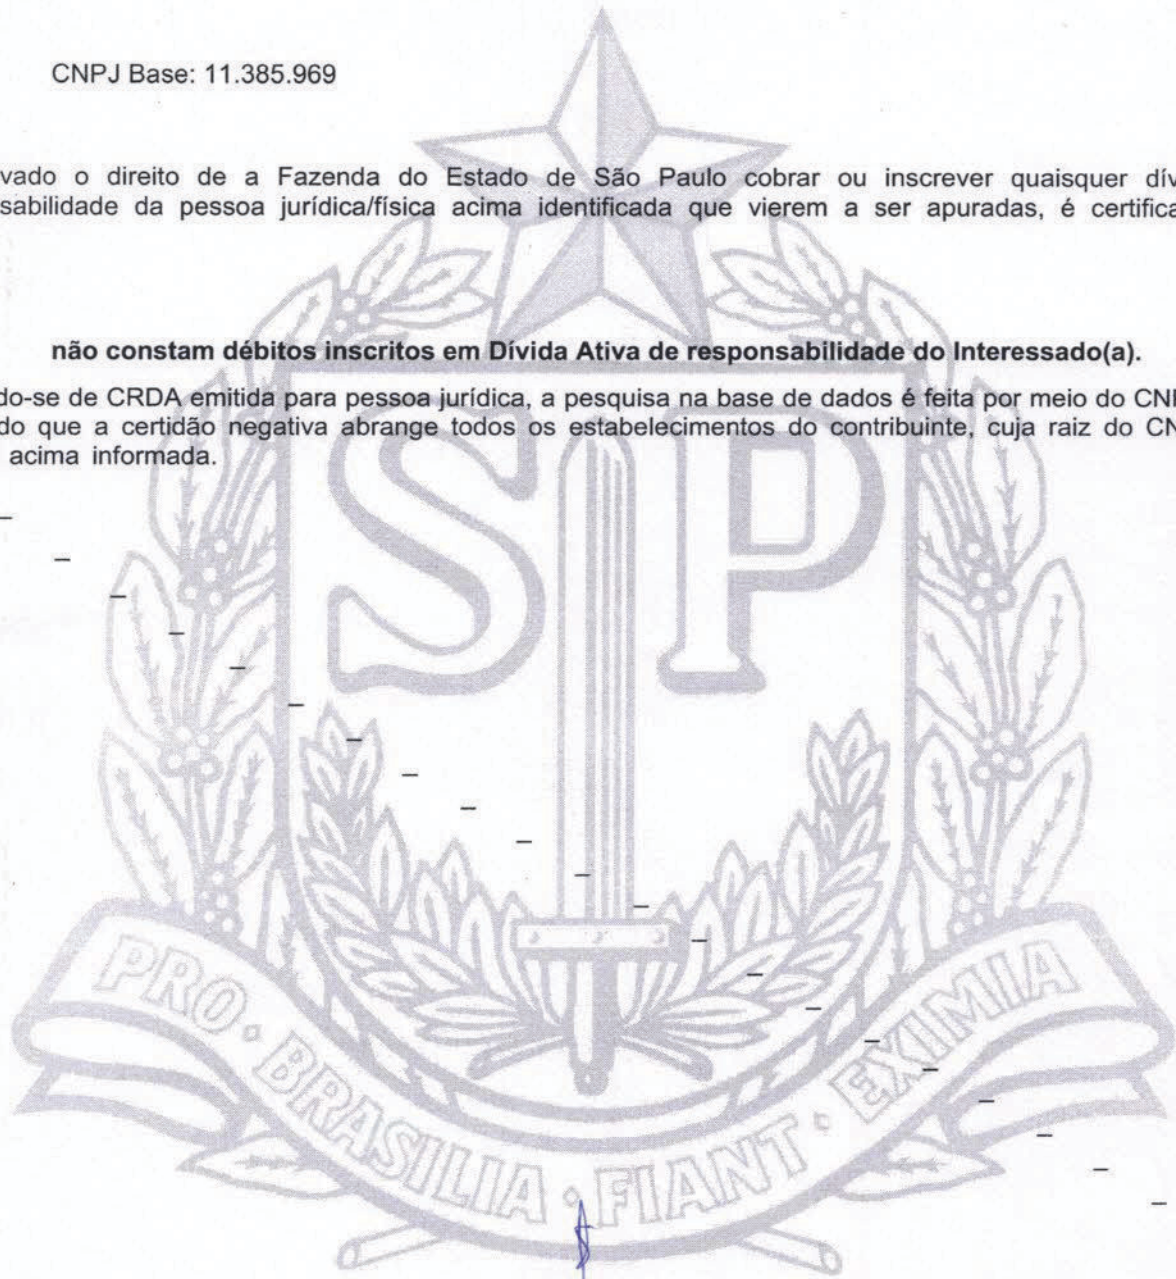 CNPJ Base: 11.385.969
vado o direito de a Fazenda do Estado de São Paulo cobrar ou inscrever quaisquer dív
sabilidade da pessoa jurídica/física acima identificada que vierem a ser apuradas, é certifica
não constam débitos inscritos em Dívida Ativa de responsabilidade do Interessado(a).
do-se de CRDA emitida para pessoa jurídica, a pesquisa na base de dados é feita por meio do CNP
do que a certidão negativa abrange todos os estabelecimentos do contribuinte, cuja raiz do CN
acima informada.
SP
PRO • BRASILIA • FIANT • EXIMIA